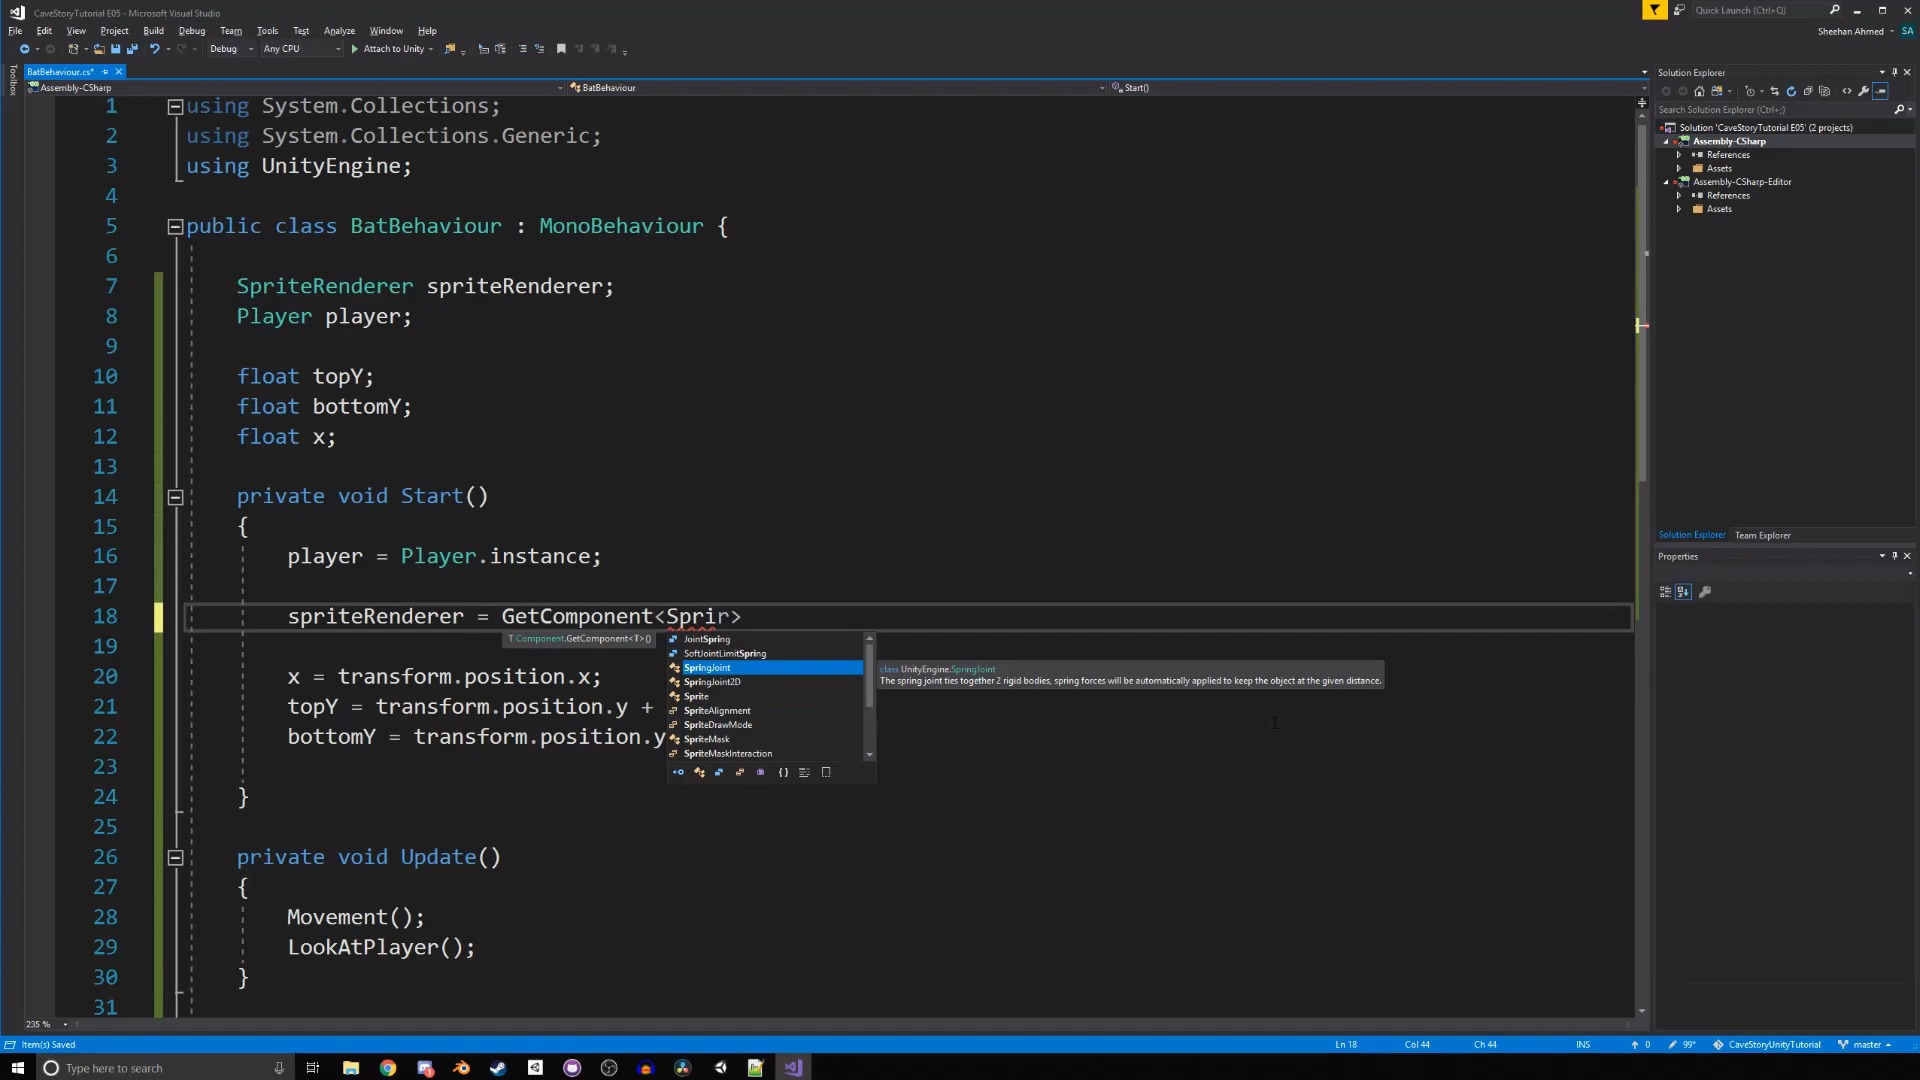 CaveStoryTutorial E05 - Microsoft Visual Studio
Quick Launch (Ctrl+Q)
File Edit View Project Build Debug Team Tools Test Analyze Window Help
Sheehan Ahmed SA
Debug Any CPU Attach to Unity
Toolbox
BatBehaviour.cs*
Assembly-CSharp BatBehaviour Start()
1 using System.Collections;
2 using System.Collections.Generic;
3 using UnityEngine;
4
5 public class BatBehaviour : MonoBehaviour {
6
7 SpriteRenderer spriteRenderer;
8 Player player;
9
10 float topY;
11 float bottomY;
12 float x;
13
14 private void Start()
15 {
16 player = Player.instance;
17
18 spriteRenderer = GetComponent<Sprir>
T Component.GetComponent<T>()
19
20 x = transform.position.x;
21 topY = transform.position.y +
22 bottomY = transform.position.y
23
24 }
25
26 private void Update()
27 {
28 Movement();
29 LookAtPlayer();
30 }
31
JointSpring
SoftJointLimitSpring
SpringJoint
SpringJoint2D
Sprite
SpriteAlignment
SpriteDrawMode
SpriteMask
SpriteMaskInteraction
class UnityEngine.SpringJoint
The spring joint ties together 2 rigid bodies, spring forces will be automatically applied to keep the object at the given distance.
Solution Explorer
Search Solution Explorer (Ctrl+;)
Solution 'CaveStoryTutorial E05' (2 projects)
Assembly-CSharp
References
Assets
Assembly-CSharp-Editor
References
Assets
Solution Explorer Team Explorer
Properties
235 %
Item(s) Saved
Ln 18 Col 44 Ch 44 INS 0 99* CaveStoryUnityTutorial master
Type here to search